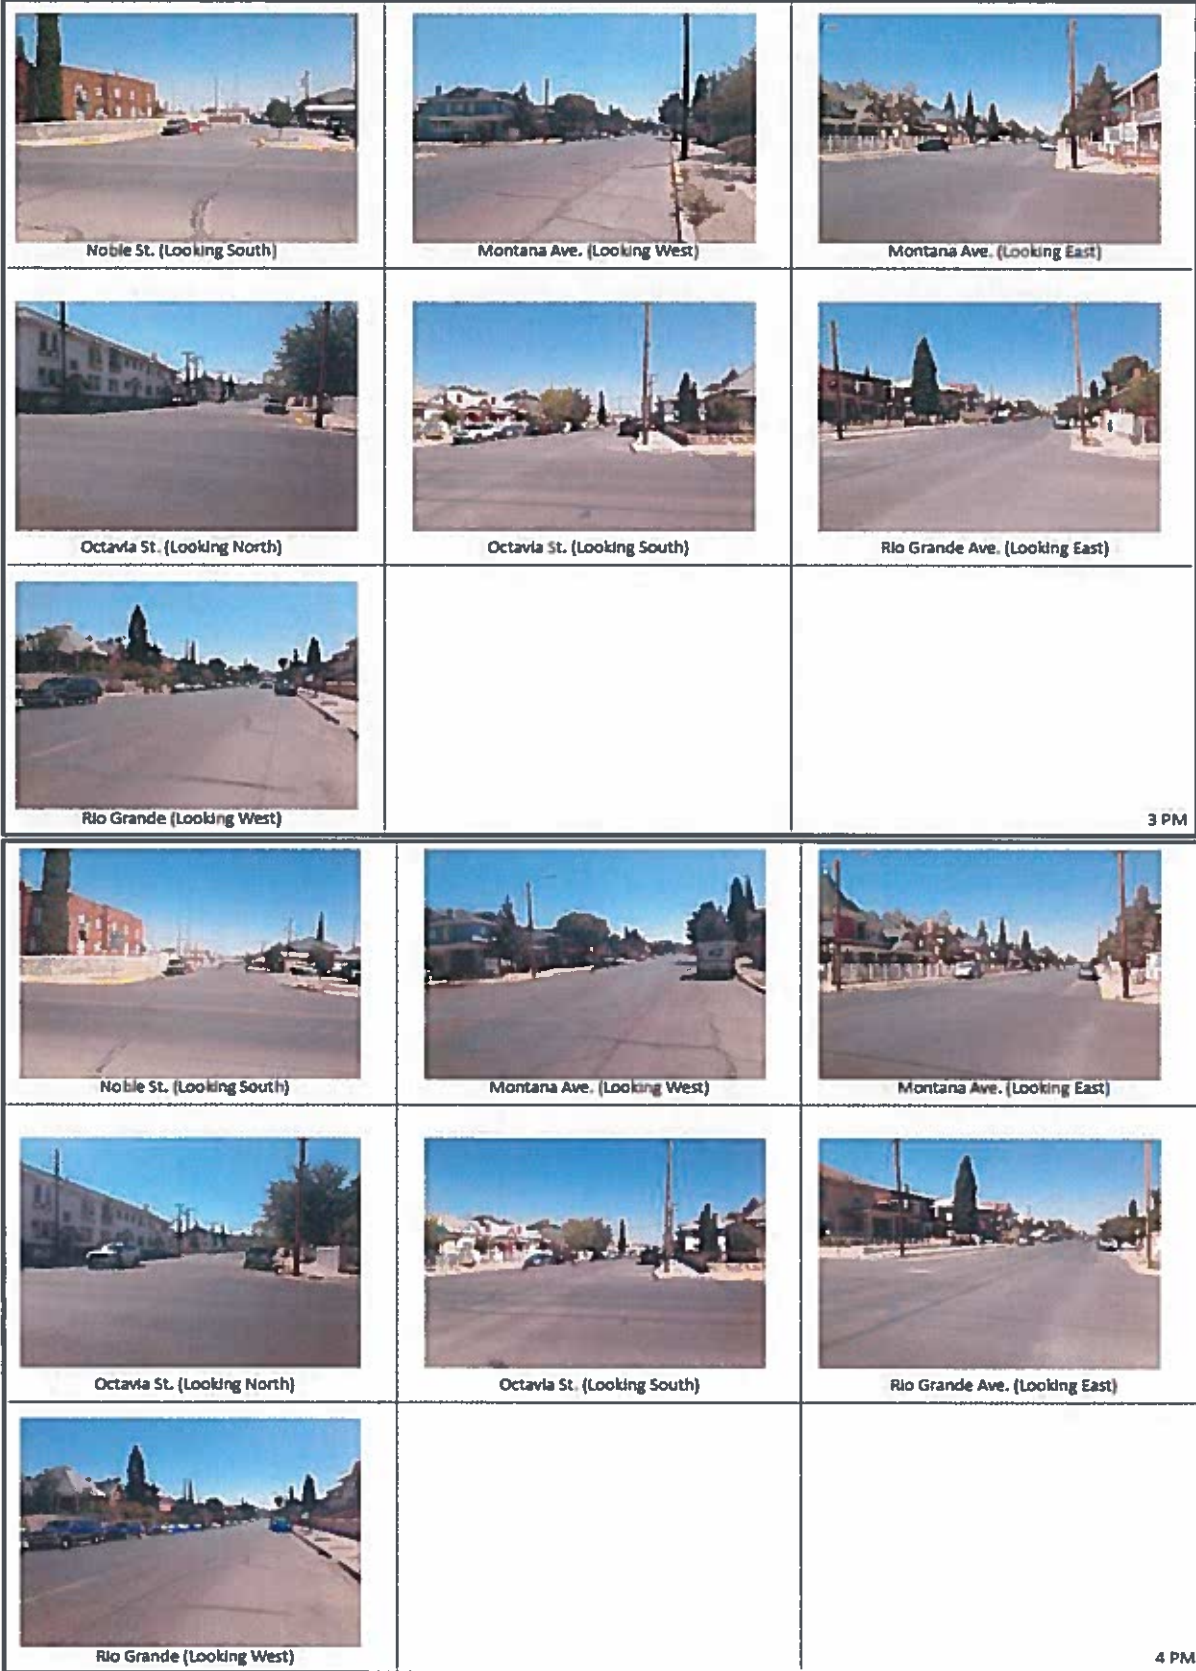 Noble St. (Looking South)
Montana Ave. (Looking West)
Montana Ave. (Looking East)
Octavia St. (Looking North)
Octavia St. (Looking South)
Rio Grande Ave. (Looking East)
Rio Grande (Looking West)
3 PM
Noble St. (Looking South)
Montana Ave. (Looking West)
Montana Ave. (Looking East)
Octavia St. (Looking North)
Octavia St. (Looking South)
Rio Grande Ave. (Looking East)
Rio Grande (Looking West)
4 PM